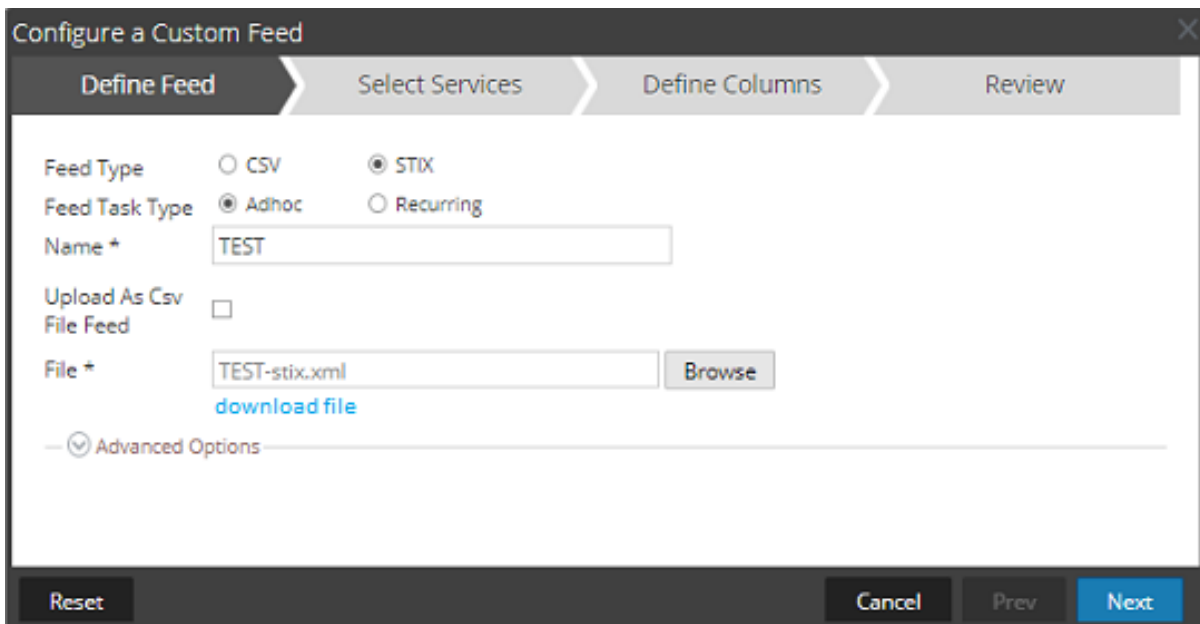 Configure a Custom Feed
Define Feed Select Services Define Columns Review
Feed Type CSV STIX
Feed Task Type Adhoc Recurring
Name * TEST
Upload As Csv
File Feed
File * TEST-stix.xml Browse
download file
Advanced Options
Reset Cancel Prev Next